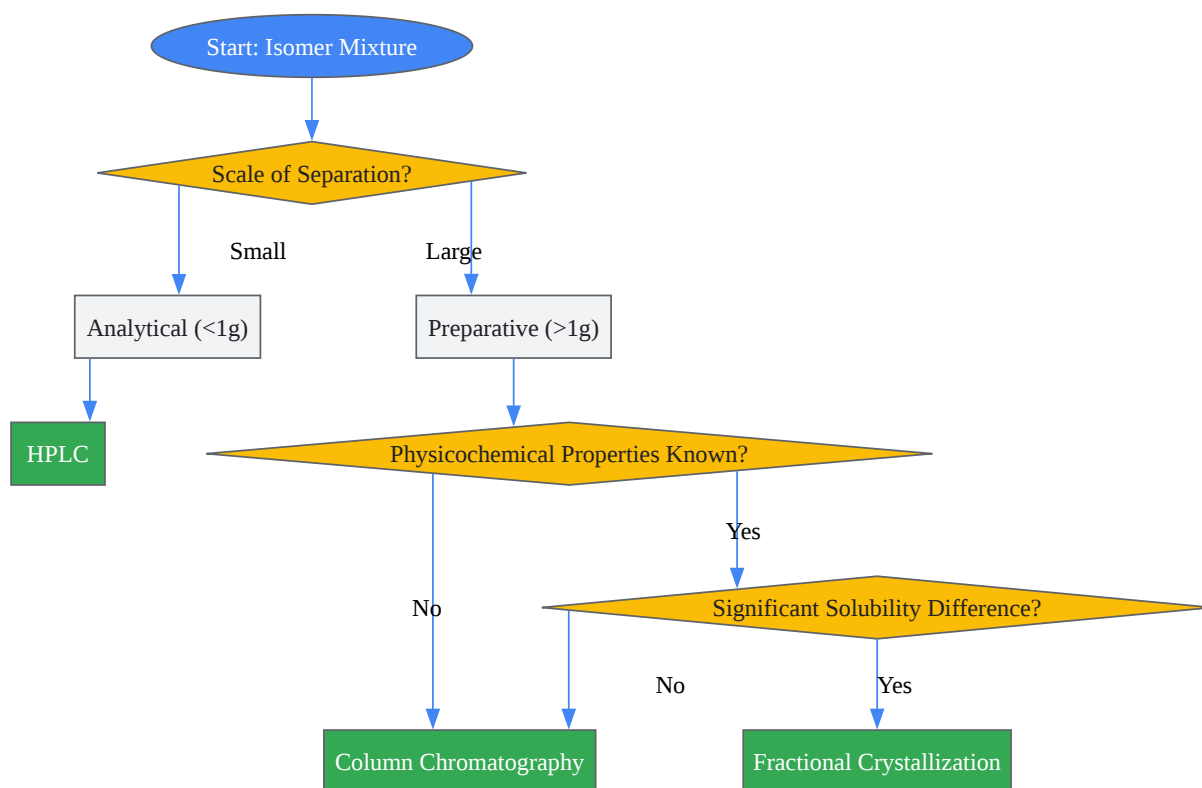 Start: Isomer Mixture
Scale of Separation?
Small
Large
Analytical (<1g)
Preparative (>1g)
HPLC
Physicochemical Properties Known?
Yes
No
Significant Solubility Difference?
No
Yes
Column Chromatography
Fractional Crystallization